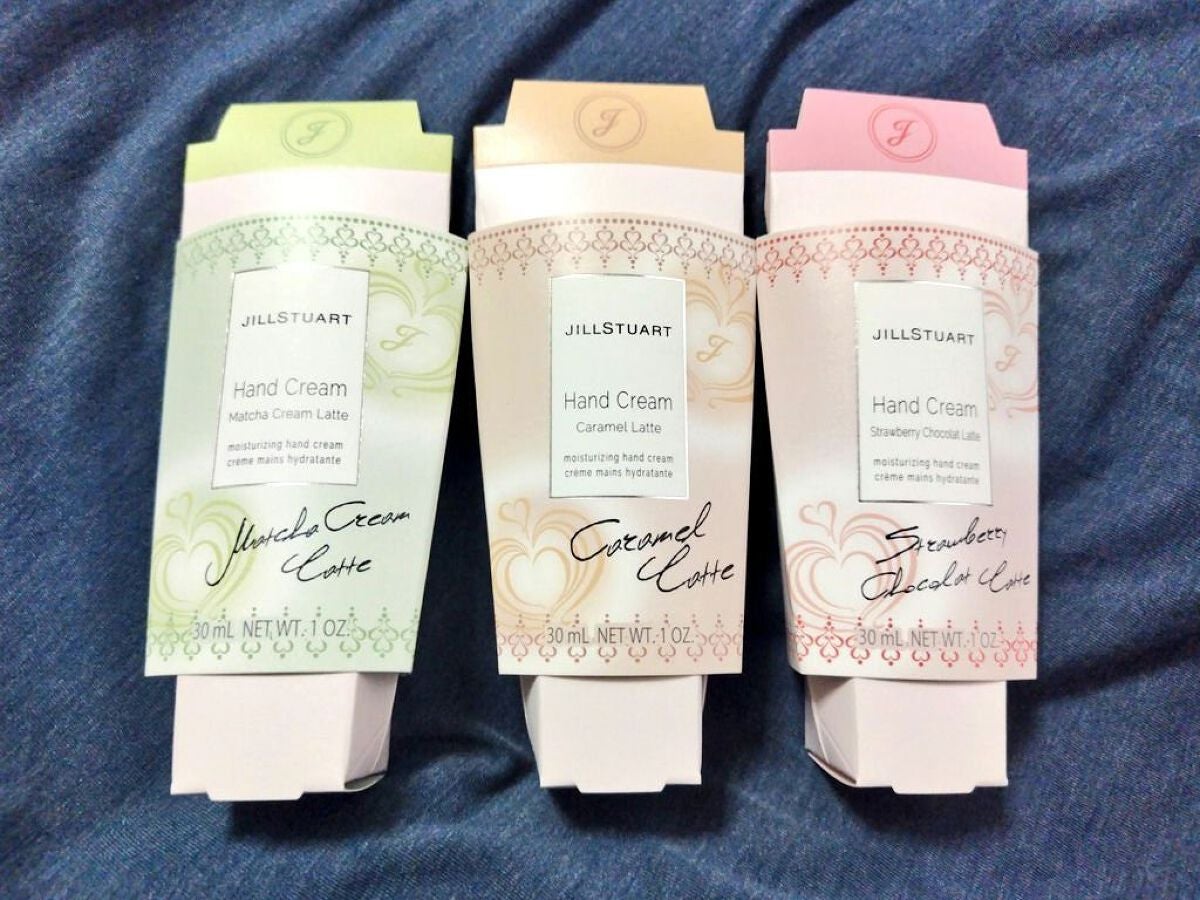 J
JILLSTUART
Hand Cream
Matcha Cream Latte
moisturizing hand cream
crème mains hydratante
J
Matcha Cream
Latte
30 mL NET WT. 1 OZ.
J
JILLSTUART
Hand Cream
Caramel Latte
moisturizing hand cream
crème mains hydratante
J
Caramel
Latte
30 mL NET WT. 1 OZ.
J
JILLSTUART
Hand Cream
Strawberry Chocolat Latte
moisturizing hand cream
crème mains hydratante
J
Strawberry
Chocolat Latte
30 mL NET WT. 1 OZ.